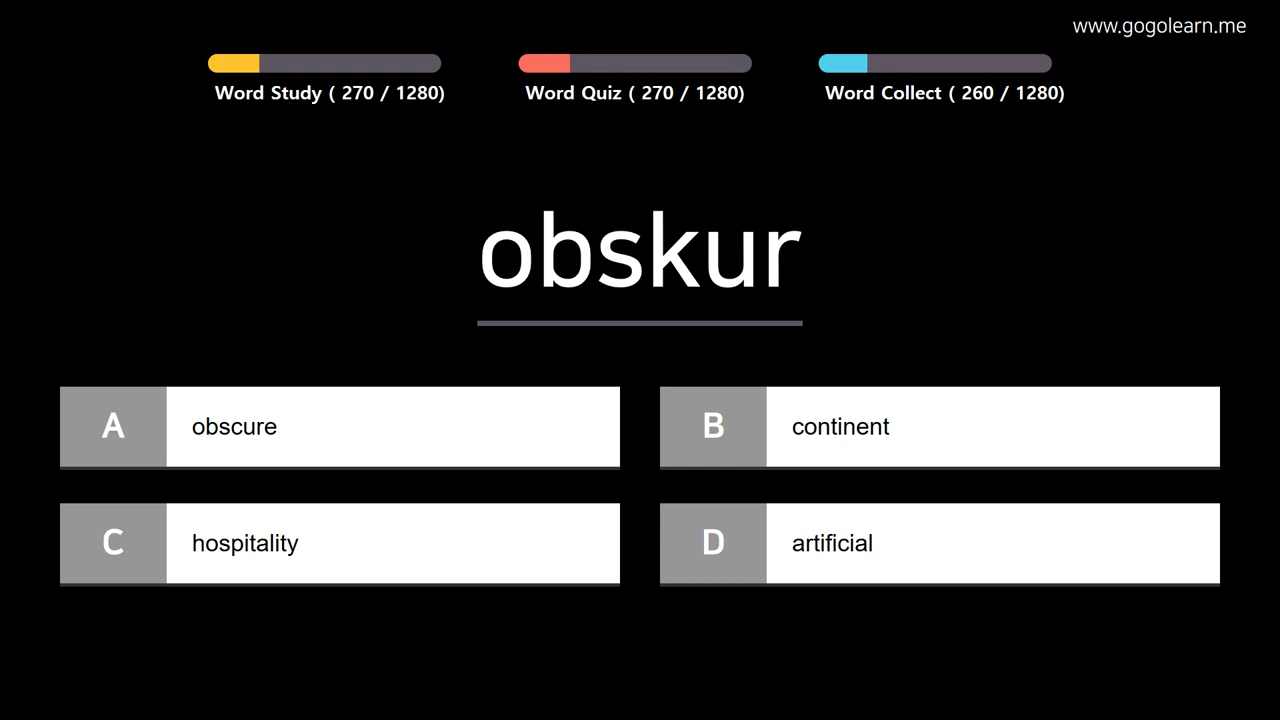 www.gogolearn.me
Word Study ( 270 / 1280)
Word Quiz ( 270 / 1280)
Word Collect ( 260 / 1280)
obskur
A obscure
B continent
C hospitality
D artificial